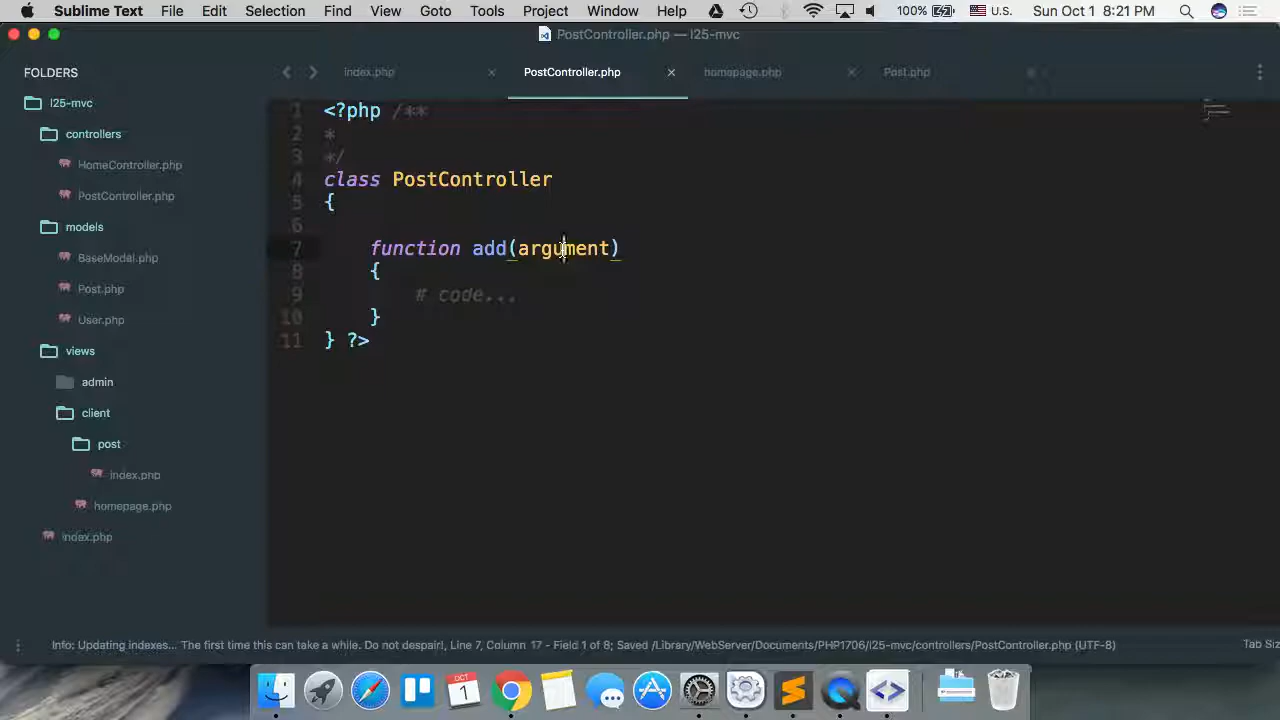 Sublime Text File Edit Selection Find View Goto Tools Project Window Help 100% U.S. Sun Oct 1 8:21 PM
PostController.php — l25-mvc
FOLDERS
l25-mvc
controllers
HomeController.php
PostController.php
models
BaseModal.php
Post.php
User.php
views
admin
client
post
index.php
homepage.php
index.php
index.php PostController.php homepage.php Post.php
1 <?php /**
2 *
3 */
4 class PostController
5 {
6
7 function add(argument)
8 {
9 # code...
10 }
11 } ?>
Info: Updating indexes... The first time this can take a while. Do not despair!, Line 7, Column 17 - Field 1 of 8; Saved /Library/WebServer/Documents/PHP1706/l25-mvc/controllers/PostController.php (UTF-8) Tab Siz
OCT
1